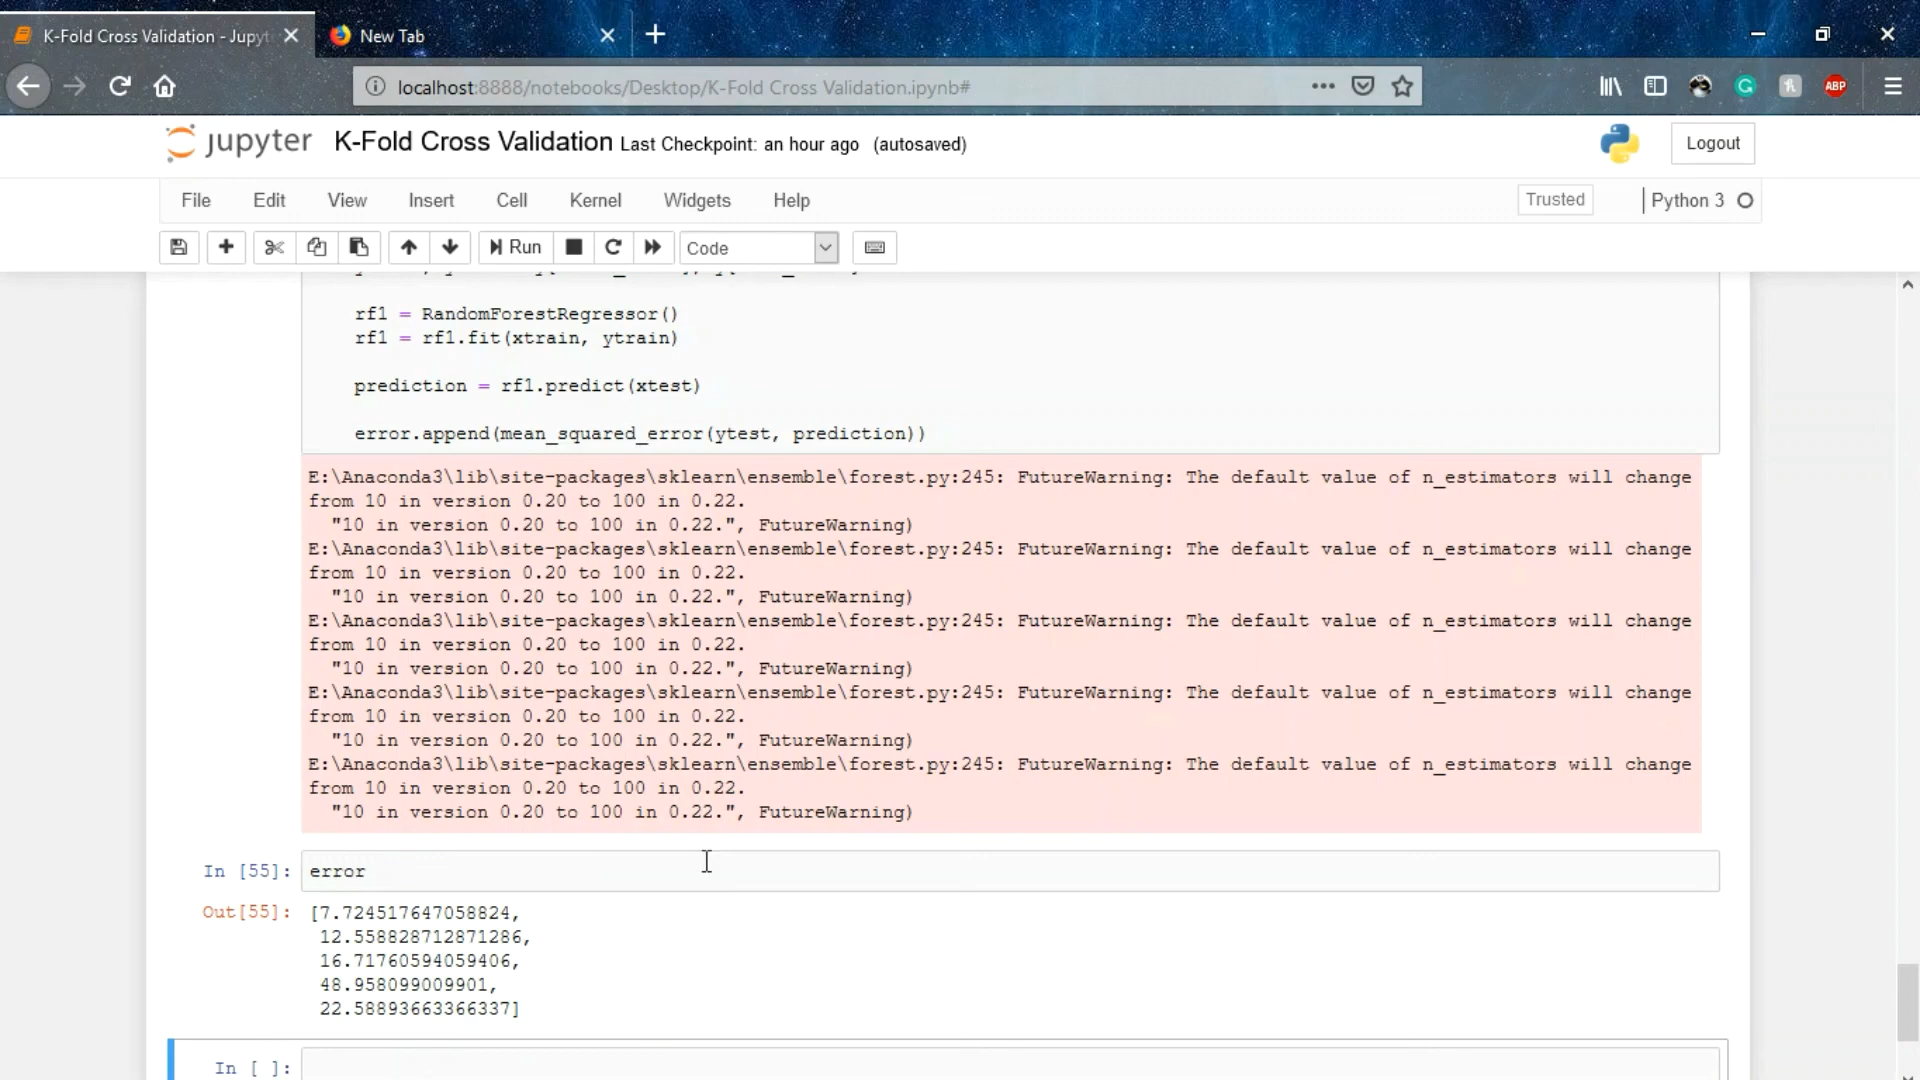 K-Fold Cross Validation - Jupyt
New Tab
localhost:8888/notebooks/Desktop/K-Fold Cross Validation.ipynb#
ABP
jupyter K-Fold Cross Validation Last Checkpoint: an hour ago (autosaved)
Logout
File Edit View Insert Cell Kernel Widgets Help
Trusted
Python 3
Run
Code
rf1 = RandomForestRegressor()
rf1 = rf1.fit(xtrain, ytrain)
prediction = rf1.predict(xtest)
error.append(mean_squared_error(ytest, prediction))
E:\Anaconda3\lib\site-packages\sklearn\ensemble\forest.py:245: FutureWarning: The default value of n_estimators will change
from 10 in version 0.20 to 100 in 0.22.
"10 in version 0.20 to 100 in 0.22.", FutureWarning)
E:\Anaconda3\lib\site-packages\sklearn\ensemble\forest.py:245: FutureWarning: The default value of n_estimators will change
from 10 in version 0.20 to 100 in 0.22.
"10 in version 0.20 to 100 in 0.22.", FutureWarning)
E:\Anaconda3\lib\site-packages\sklearn\ensemble\forest.py:245: FutureWarning: The default value of n_estimators will change
from 10 in version 0.20 to 100 in 0.22.
"10 in version 0.20 to 100 in 0.22.", FutureWarning)
E:\Anaconda3\lib\site-packages\sklearn\ensemble\forest.py:245: FutureWarning: The default value of n_estimators will change
from 10 in version 0.20 to 100 in 0.22.
"10 in version 0.20 to 100 in 0.22.", FutureWarning)
E:\Anaconda3\lib\site-packages\sklearn\ensemble\forest.py:245: FutureWarning: The default value of n_estimators will change
from 10 in version 0.20 to 100 in 0.22.
"10 in version 0.20 to 100 in 0.22.", FutureWarning)
In [55]: error
Out[55]: [7.724517647058824,
12.558828712871286,
16.71760594059406,
48.958099009901,
22.58893663366337]
In [ ]: